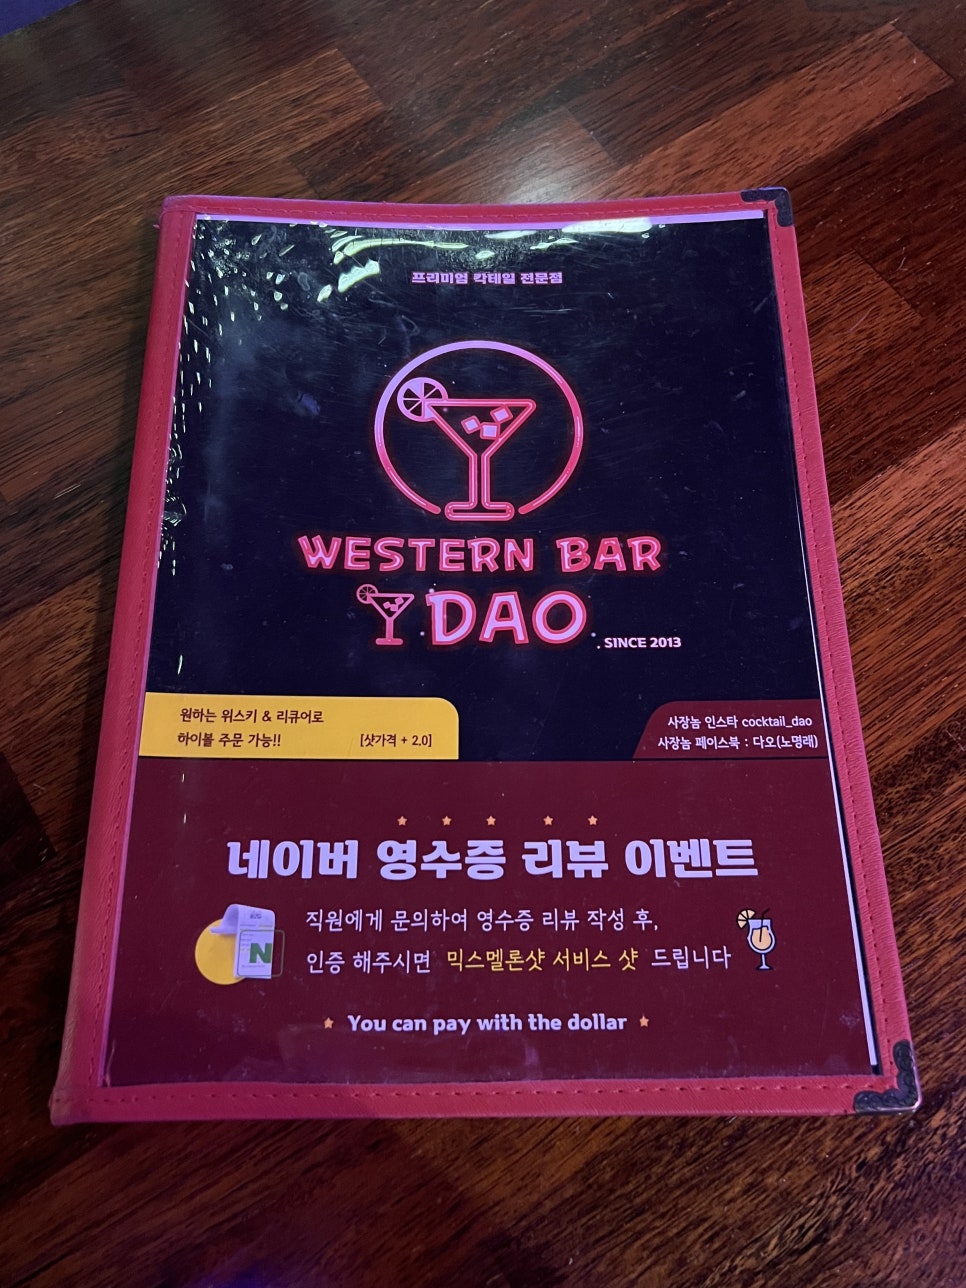 프리미엄 칵테일 전문점
WESTERN BAR
DAO
. SINCE 2013
원하는 위스키 & 리큐어로
하이볼 주문 가능!! [샷가격 + 2.0]
사장놈 인스타 cocktail_dao
사장놈 페이스북 : 다오(노명래)
네이버 영수증 리뷰 이벤트
직원에게 문의하여 영수증 리뷰 작성 후,
N
인증 해주시면 믹스멜론샷 서비스 샷 드립니다
You can pay with the dollar